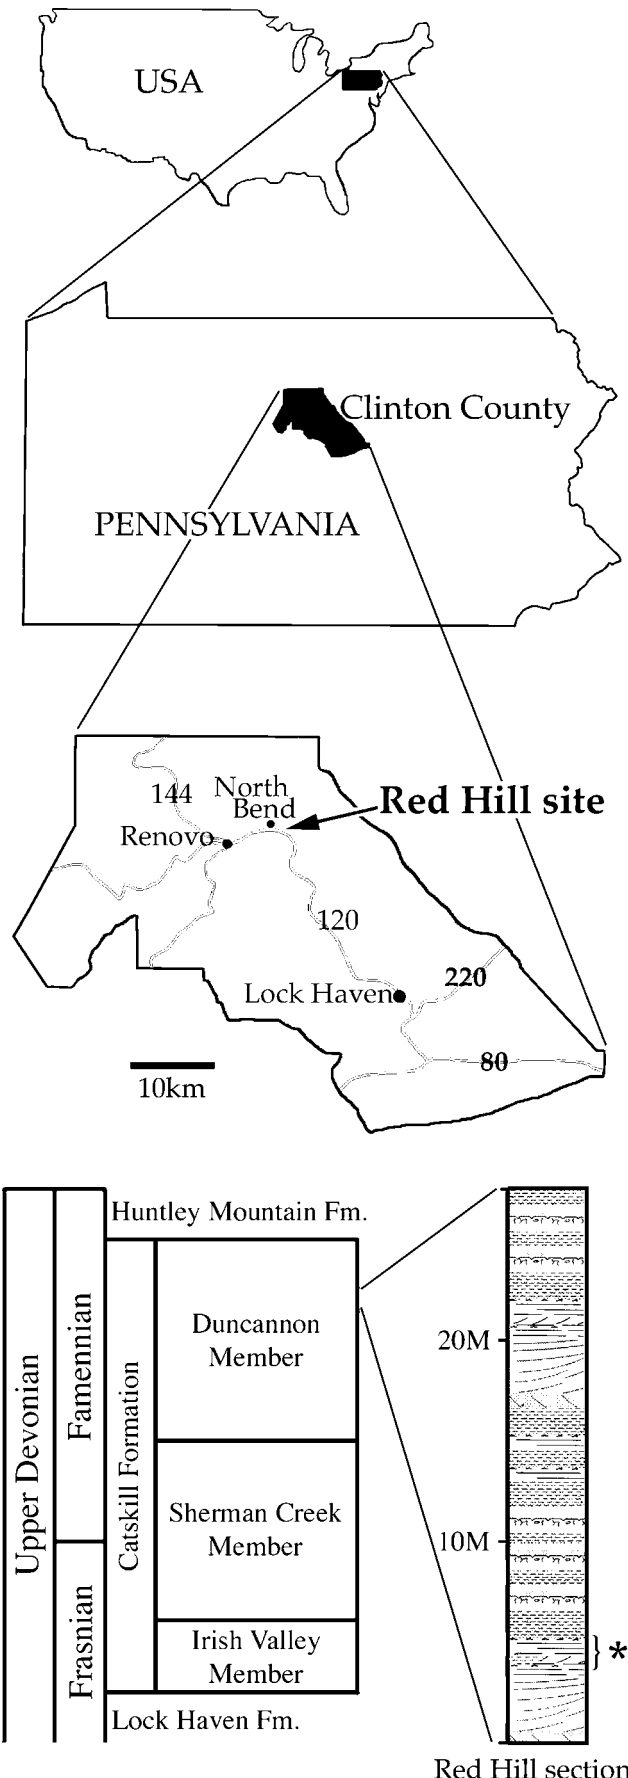 USA
Clinton County
PENNSYLVANIA
144
North
Bend
Red Hill site
Renovo
120
220
Lock Haven
80
10km
Huntley Mountain Fm.
Upper Devonian
Famennian
Frasnian
Catskill Formation
Duncannon
Member
Sherman Creek
Member
Irish Valley
Member
Lock Haven Fm.
20M
10M
*
Red Hill section